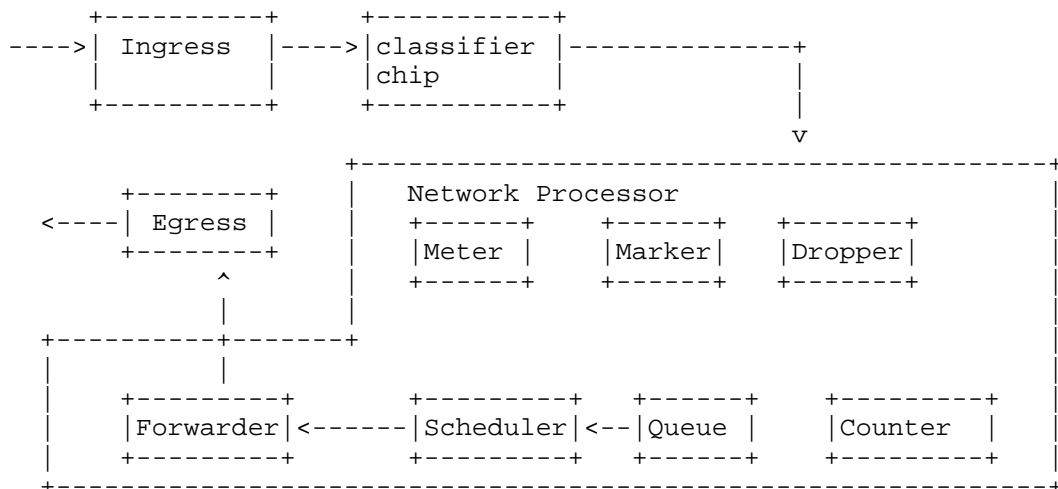 Ingress classifier
chip
Network Processor
Egress
Meter Marker Dropper
Forwarder Scheduler Queue Counter